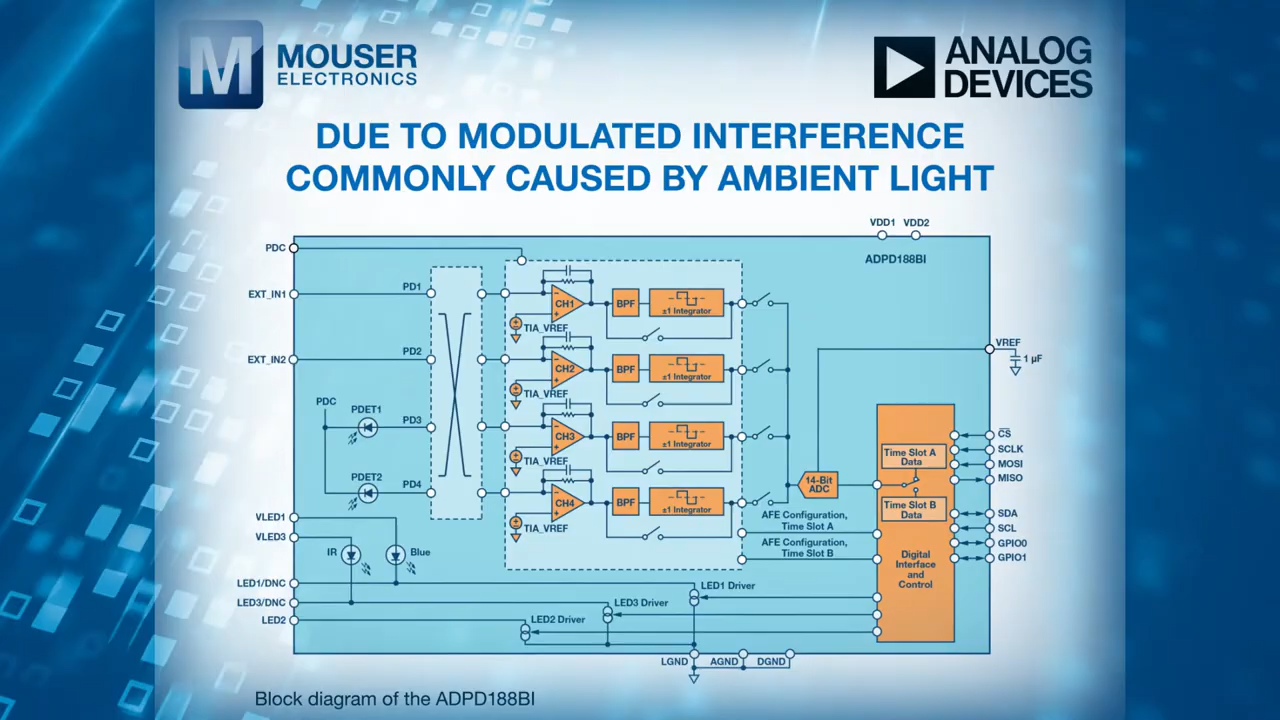 M
MOUSER
ELECTRONICS
ANALOG
DEVICES
DUE TO MODULATED INTERFERENCE
COMMONLY CAUSED BY AMBIENT LIGHT
VDD1 VDD2
PDC
ADPD188BI
EXT_IN1
PD1
CH1
BPF
±1 Integrator
TIA_VREF
VREF
1 µF
EXT_IN2
PD2
CH2
BPF
±1 Integrator
TIA_VREF
PDC
PDET1
PD3
CH3
BPF
±1 Integrator
TIA_VREF
PDET2
PD4
CH4
BPF
±1 Integrator
TIA_VREF
14-Bit
ADC
Time Slot A
Data
Time Slot B
Data
Digital
Interface
and
Control
CS
SCLK
MOSI
MISO
SDA
SCL
GPIO0
GPIO1
AFE Configuration,
Time Slot A
AFE Configuration,
Time Slot B
VLED1
VLED3
IR
Blue
LED1/DNC
LED1 Driver
LED3/DNC
LED3 Driver
LED2
LED2 Driver
LGND AGND DGND
Block diagram of the ADPD188BI